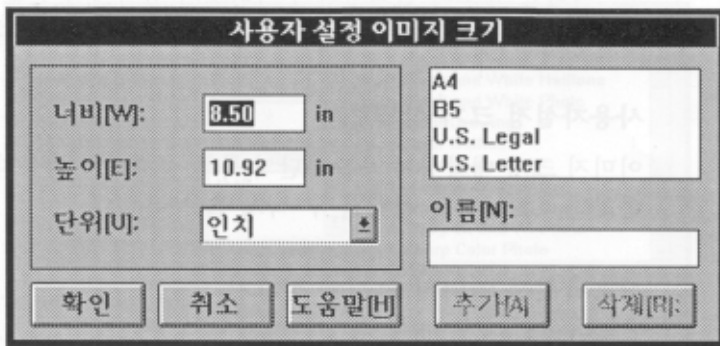 사용자 설정 이미지 크기
너비[W]: 8.50 in
높이[E]: 10.92 in
단위[U]: 인치
A4
B5
U.S. Legal
U.S. Letter
이름[N]:
확인 취소 도움말[H] 추가[A] 삭제[R]: